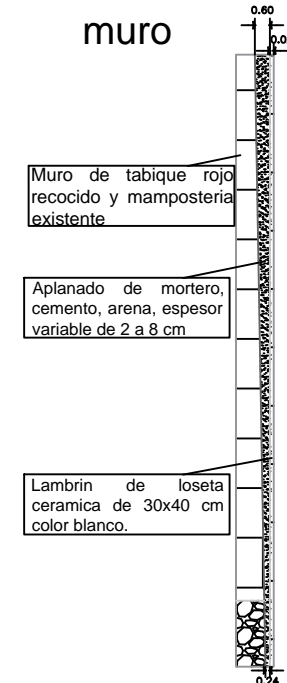 muro
0.60
0.0
Muro de tabique rojo
recocido y mamposteria
existente
Aplanado de mortero,
cemento, arena, espesor
variable de 2 a 8 cm
Lambrin de loseta
ceramica de 30x40 cm
color blanco.
0.24